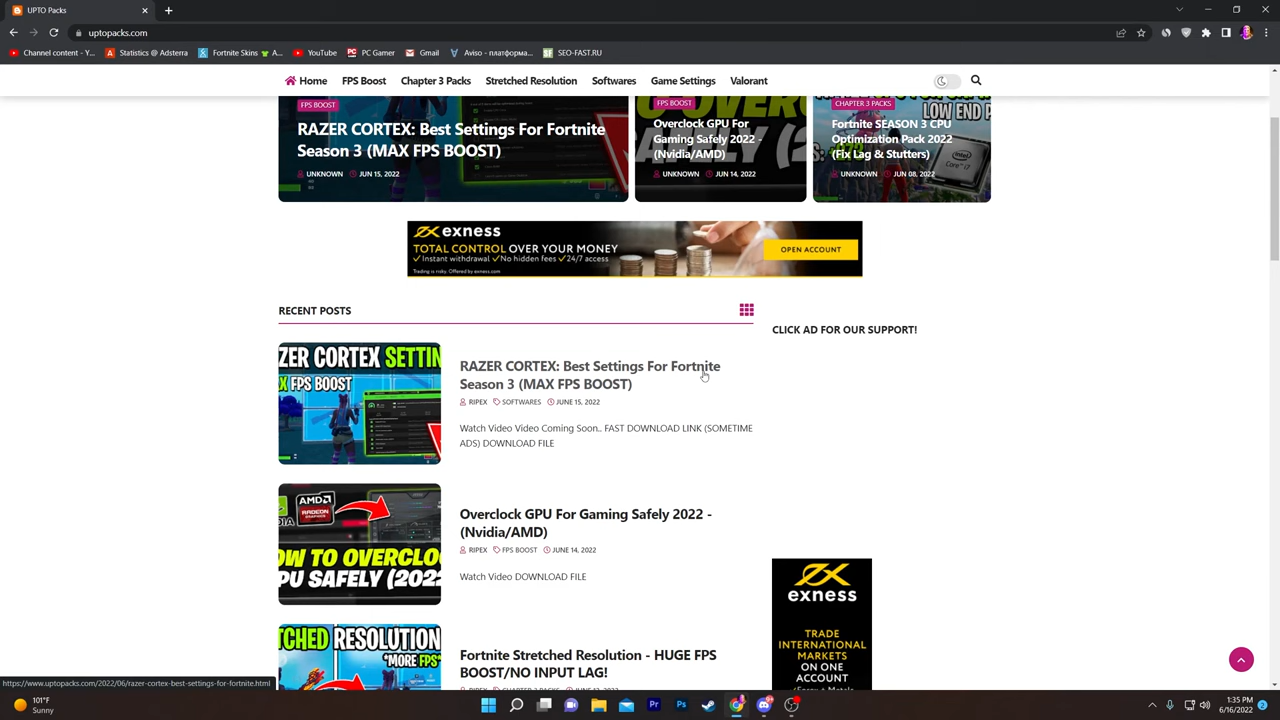 UPTO Packs
uptopacks.com
Channel content - Y...
Statistics @ Adsterra
Fortnite Skins
A...
YouTube
PC Gamer
Gmail
Aviso - платформа...
SEO-FAST.RU
Home
FPS Boost
Chapter 3 Packs
Stretched Resolution
Softwares
Game Settings
Valorant
FPS BOOST
RAZER CORTEX: Best Settings For Fortnite
Season 3 (MAX FPS BOOST)
UNKNOWN JUN 15, 2022
FPS BOOST
Overclock GPU For
Gaming Safely 2022 -
(Nvidia/AMD)
UNKNOWN JUN 14, 2022
CHAPTER 3 PACKS
LOW END P
Fortnite SEASON 3 CPU
Optimization Pack 2022
(Fix Lag & Stutters)
UNKNOWN JUN 08, 2022
exness
TOTAL CONTROL OVER YOUR MONEY
✓ Instant withdrawal ✓ No hidden fees ✓ 24/7 access
Trading is risky. Offered by exness.com
OPEN ACCOUNT
RECENT POSTS
CLICK AD FOR OUR SUPPORT!
ZER CORTEX SETTIN
X FPS BOOST
RAZER CORTEX: Best Settings For Fortnite
Season 3 (MAX FPS BOOST)
RIPEX SOFTWARES JUNE 15, 2022
Watch Video Video Coming Soon.. FAST DOWNLOAD LINK (SOMETIME
ADS) DOWNLOAD FILE
AMD
RADEON
DIA
OW TO OVERCLO
PU SAFELY (202
Overclock GPU For Gaming Safely 2022 -
(Nvidia/AMD)
RIPEX FPS BOOST JUNE 14, 2022
Watch Video DOWNLOAD FILE
TCHED RESOLUTION
*MORE FPS*
Fortnite Stretched Resolution - HUGE FPS
BOOST/NO INPUT LAG!
exness
TRADE
INTERNATIONAL
MARKETS
ON ONE
ACCOUNT
https://www.uptopacks.com/2022/06/razer-cortex-best-settings-for-fortnite.html
101°F
Sunny
1:35 PM
6/16/2022
2